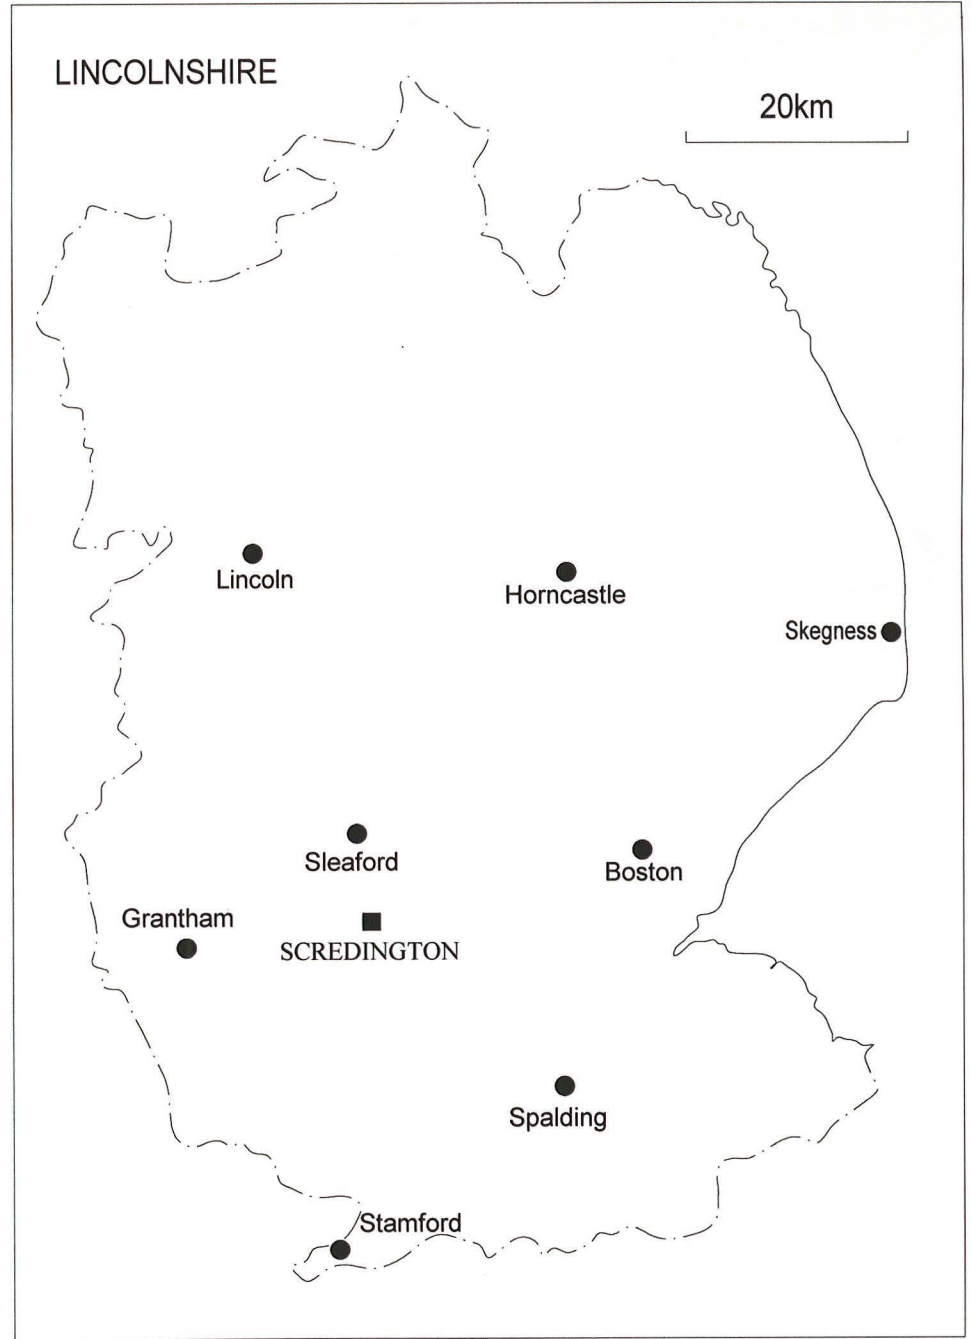 LINCOLNSHIRE
20km
Lincoln
Horncastle
Skegness
Sleaford
Boston
Grantham
SCREDINGTON
Spalding
Stamford